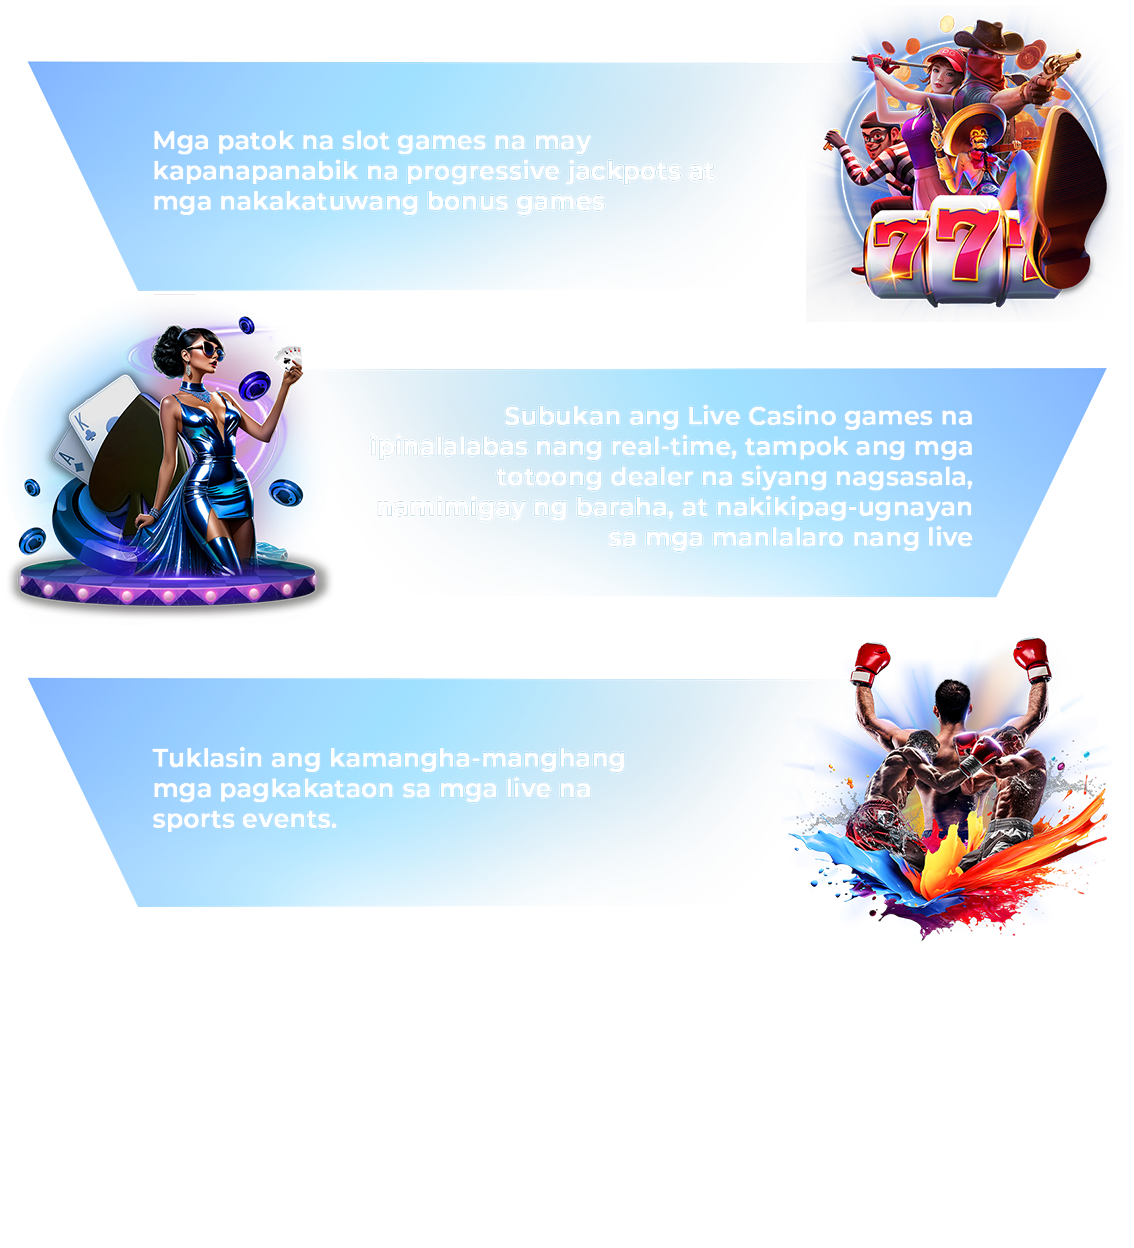 Mga patok na slot games na may
kapanapanabik na progressive jackpots at
mga nakakatuwang bonus games
777
K
A
Subukan ang Live Casino games na
ipinalalabas nang real-time, tampok ang mga
totoong dealer na siyang nagsasala,
namimigay ng baraha, at nakikipag-ugnayan
sa mga manlalaro nang live
Tuklasin ang kamangha-manghang
mga pagkakataon sa mga live na
sports events.